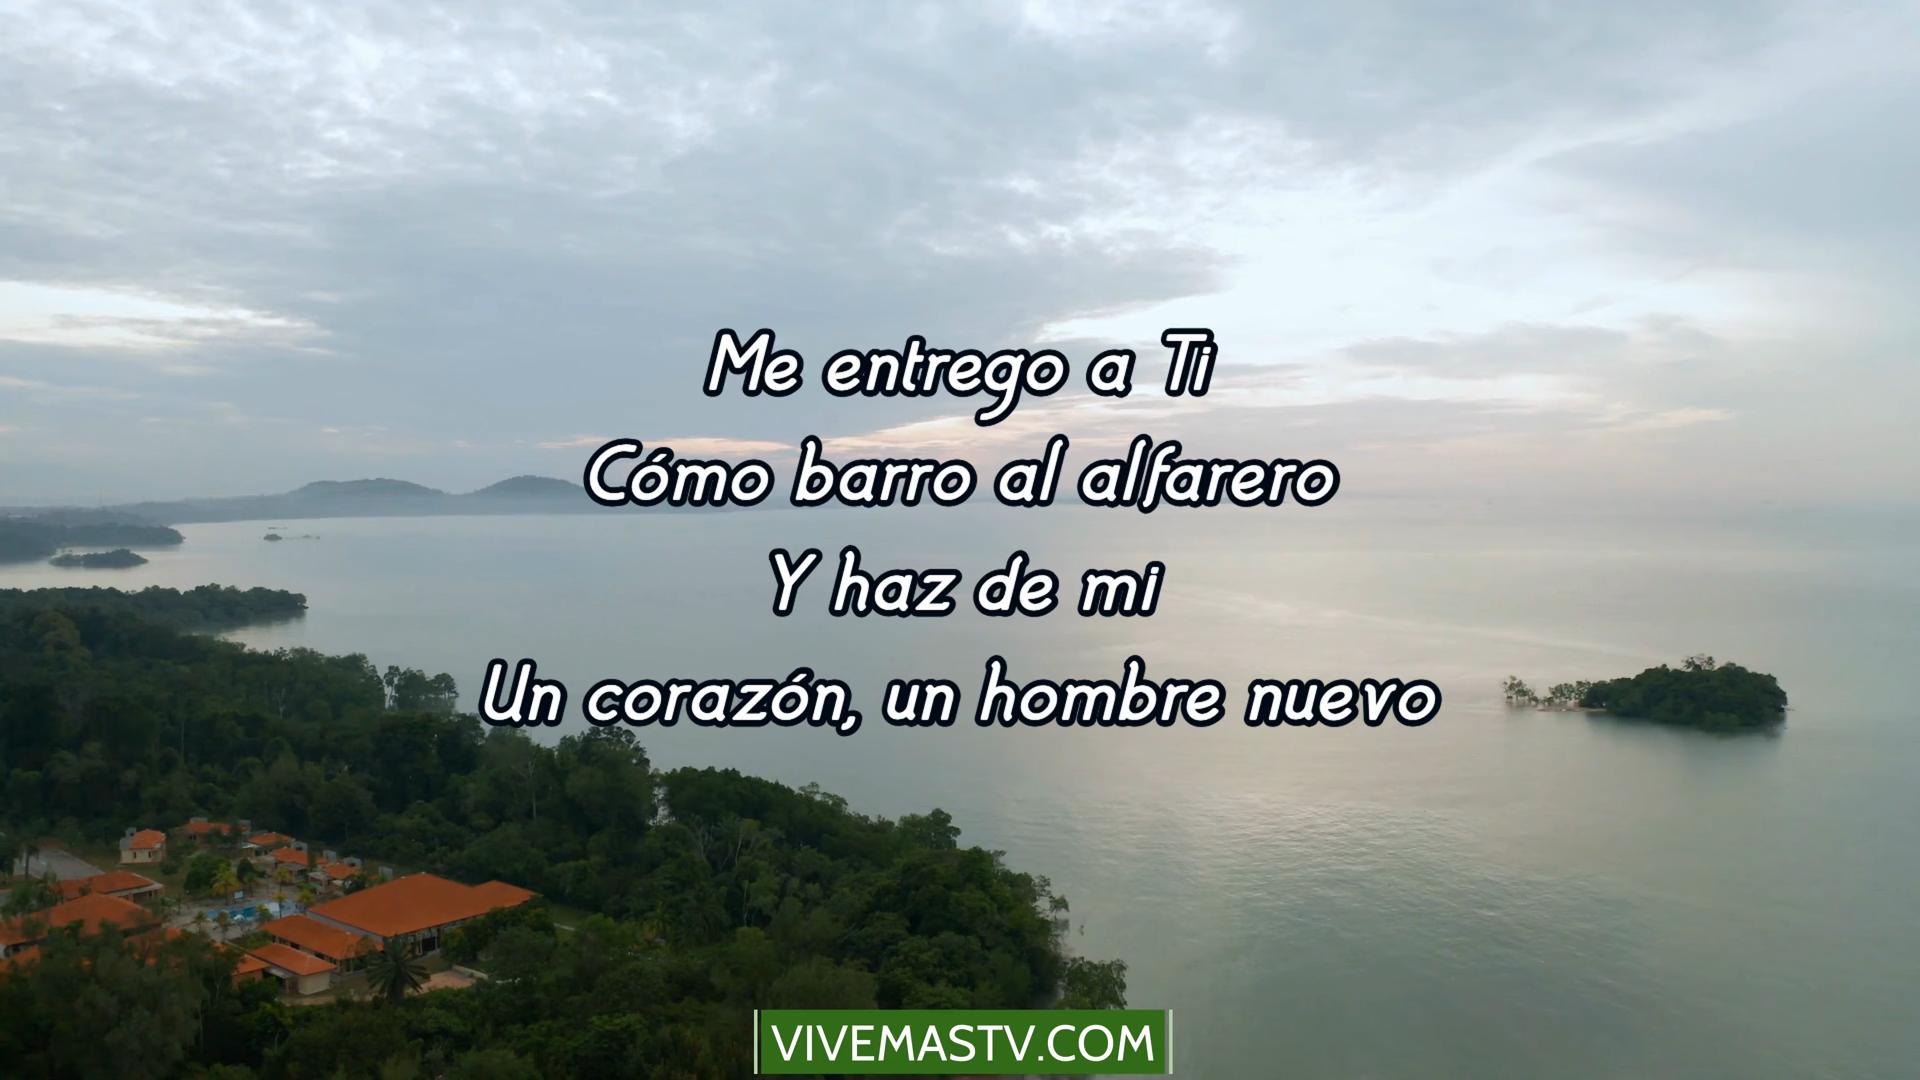 Me entrego a Ti
Cómo barro al alfarero
Y haz de mi
Un corazón, un hombre nuevo
VIVEMASTV.COM